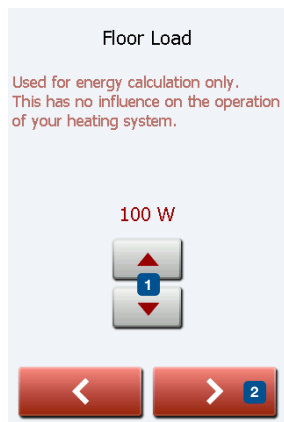 Floor Load
Used for energy calculation only.
This has no influence on the operation
of your heating system.
100 W
1
2